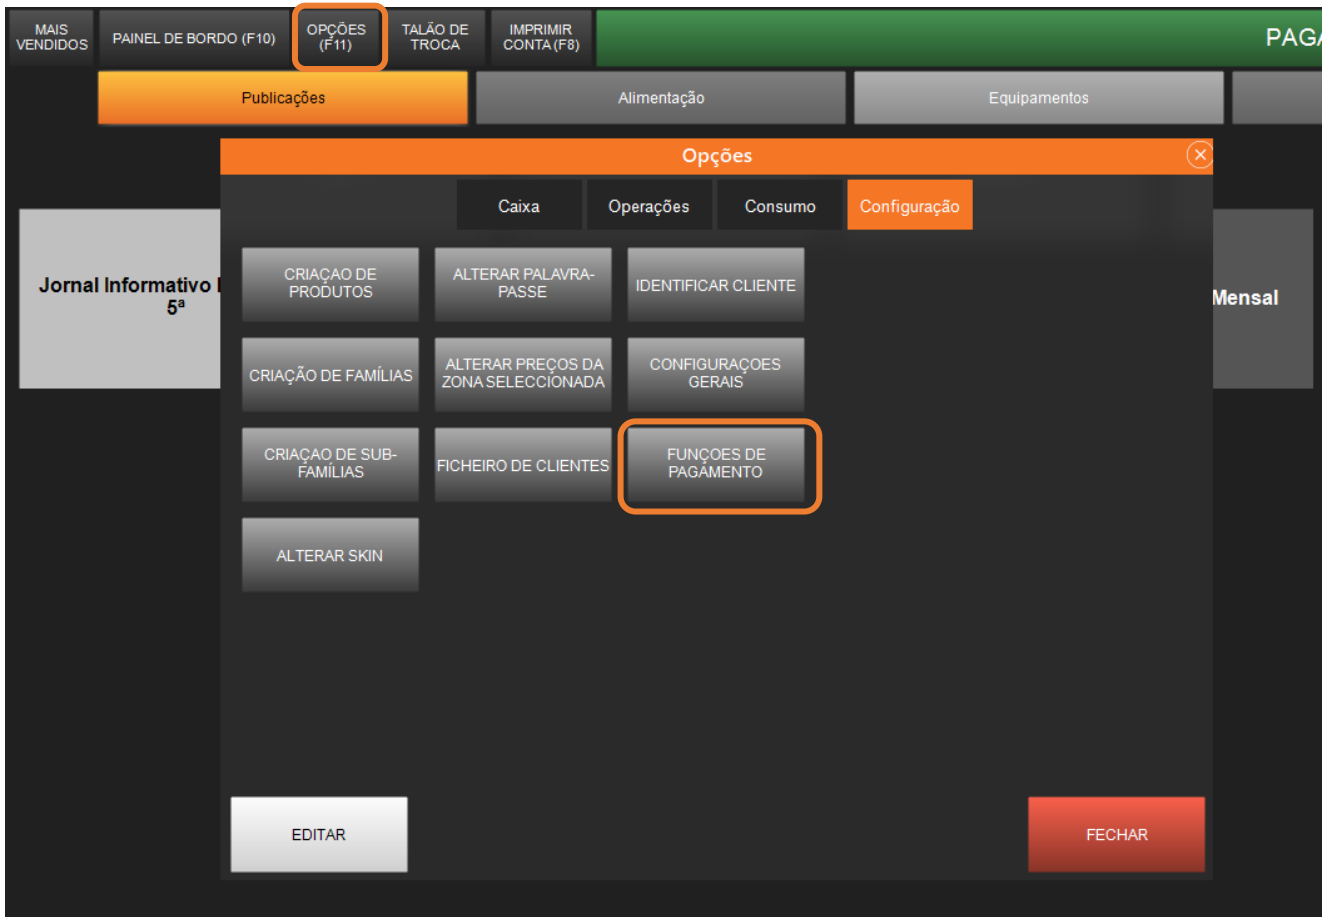 MAIS
VENDIDOS
PAINEL DE BORDO (F10)
OPÇÕES
(F11)
TALÃO DE
TROCA
IMPRIMIR
CONTA (F8)
Publicações
Alimentação
Equipamentos
Opções
Caixa
Operações
Consumo
Configuração
Jornal Informativo
5ª
Mensal
CRIAÇAO DE
PRODUTOS
ALTERAR PALAVRA-
PASSE
IDENTIFICAR CLIENTE
CRIAÇÃO DE FAMÍLIAS
ALTERAR PREÇOS DA
ZONA SELECCIONADA
CONFIGURAÇOES
GERAIS
CRIAÇAO DE SUB-
FAMÍLIAS
FICHEIRO DE CLIENTES
FUNÇOES DE
PAGAMENTO
ALTERAR SKIN
EDITAR
FECHAR